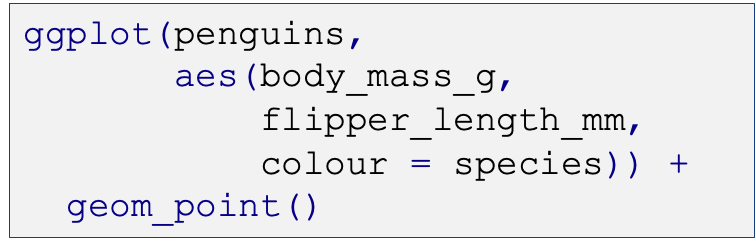 ggplot(penguins,
       aes(body_mass_g,
           flipper_length_mm,
           colour = species)) +
  geom_point()